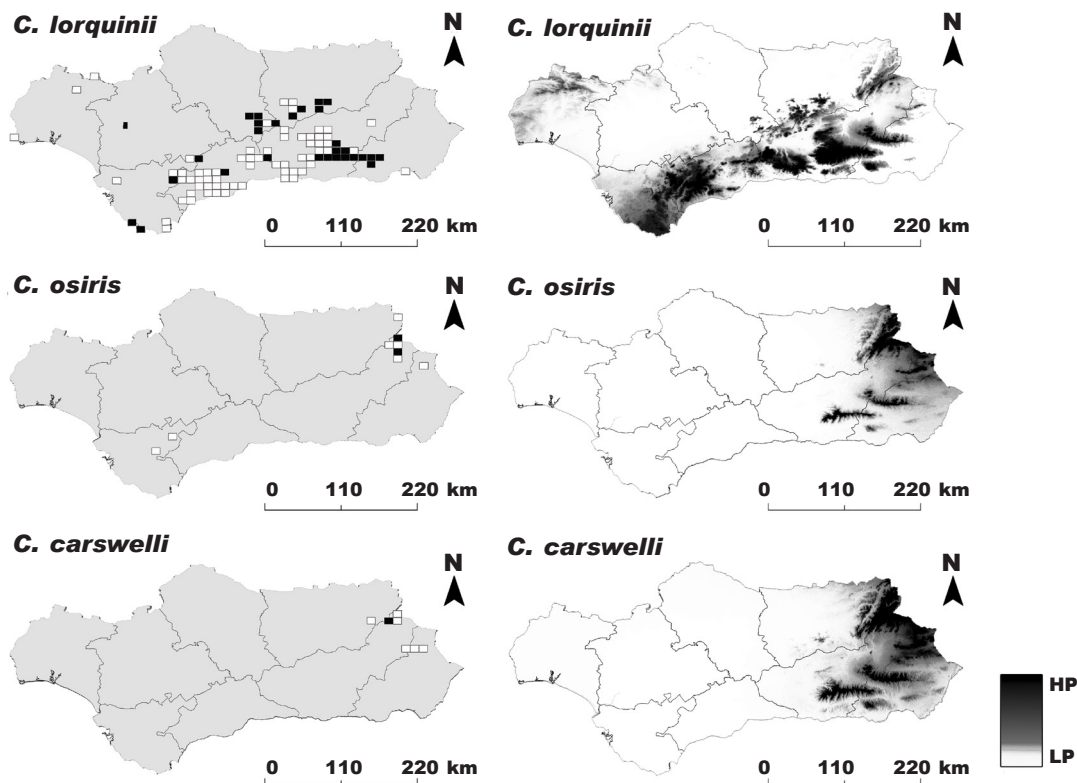 C. lorquinii
N
C. lorquinii
N
0 110 220 km
0 110 220 km
C. osiris
N
C. osiris
N
0 110 220 km
0 110 220 km
C. carswelli
N
C. carswelli
N
HP
LP
0 110 220 km
0 110 220 km